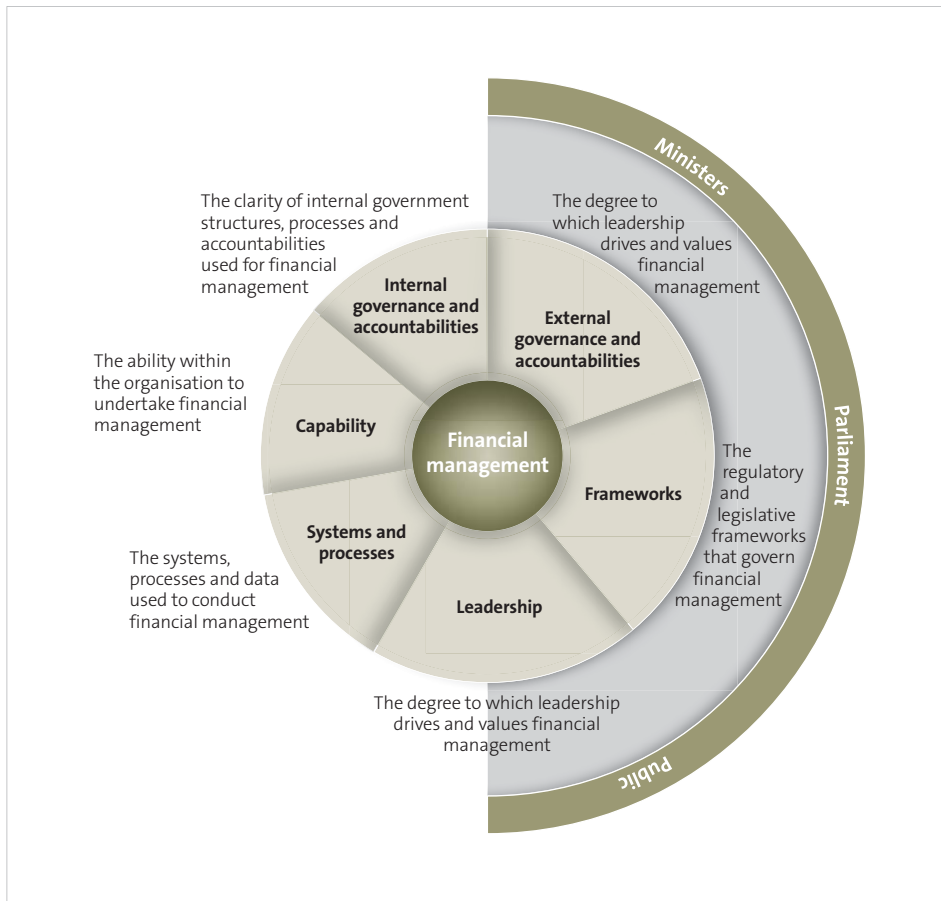 Ministers
Parliament
Public
The clarity of internal government
structures, processes and
accountabilities
used for financial
management
The degree to
which leadership
drives and values
financial
management
Internal
governance and
accountabilities
External
governance and
accountabilities
The ability within
the organisation to
undertake financial
management
Capability
Financial
management
Frameworks
The
regulatory
and
legislative
frameworks
that govern
financial
management
Systems and
processes
The systems,
processes and data
used to conduct
financial management
Leadership
The degree to which leadership
drives and values financial
management